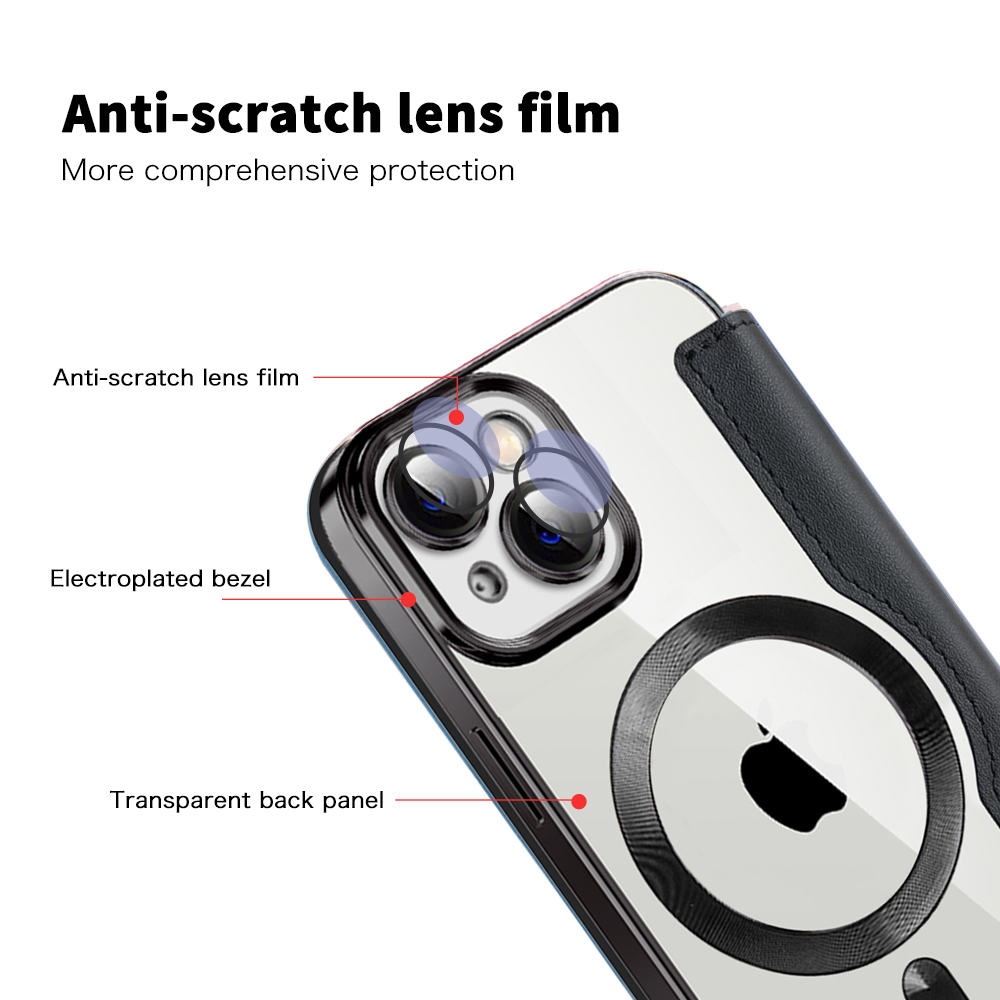 Anti-scratch lens film
More comprehensive protection
Anti-scratch lens film
Electroplated bezel
Transparent back panel